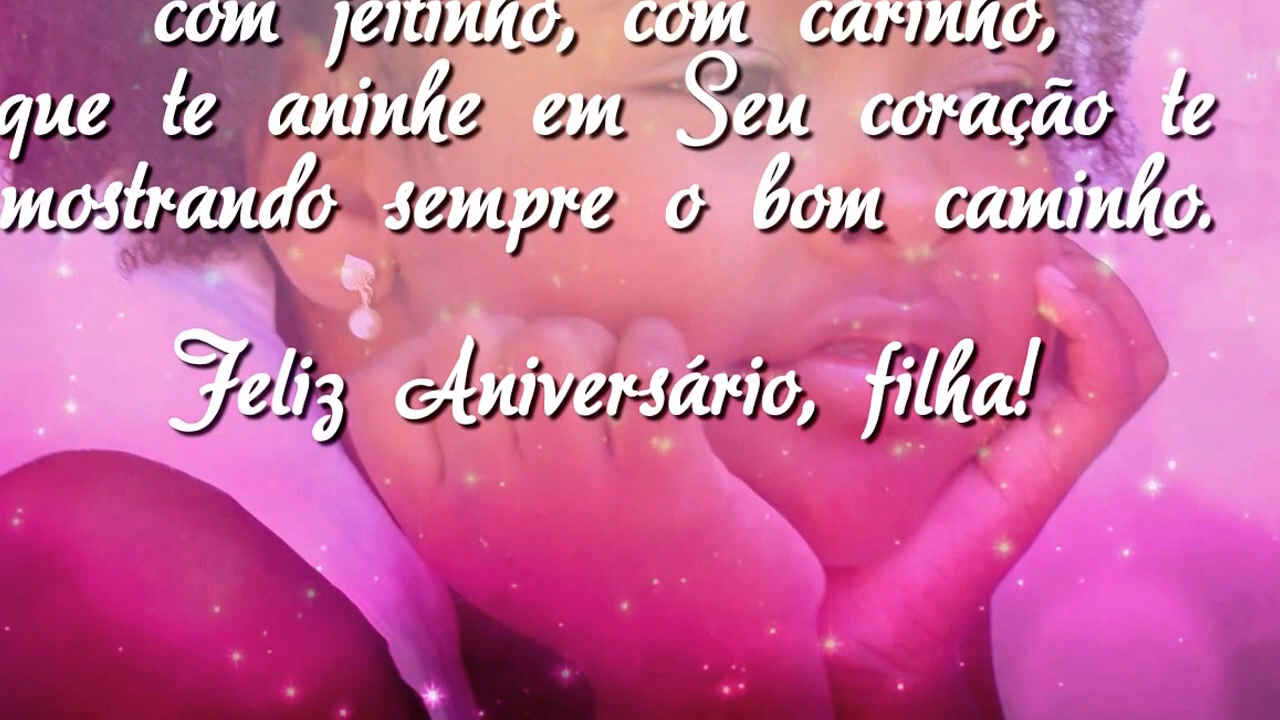 com jeitinho, com carinho,
que te aninhe em Seu coração te
mostrando sempre o bom caminho.
Feliz Aniversário, filha!